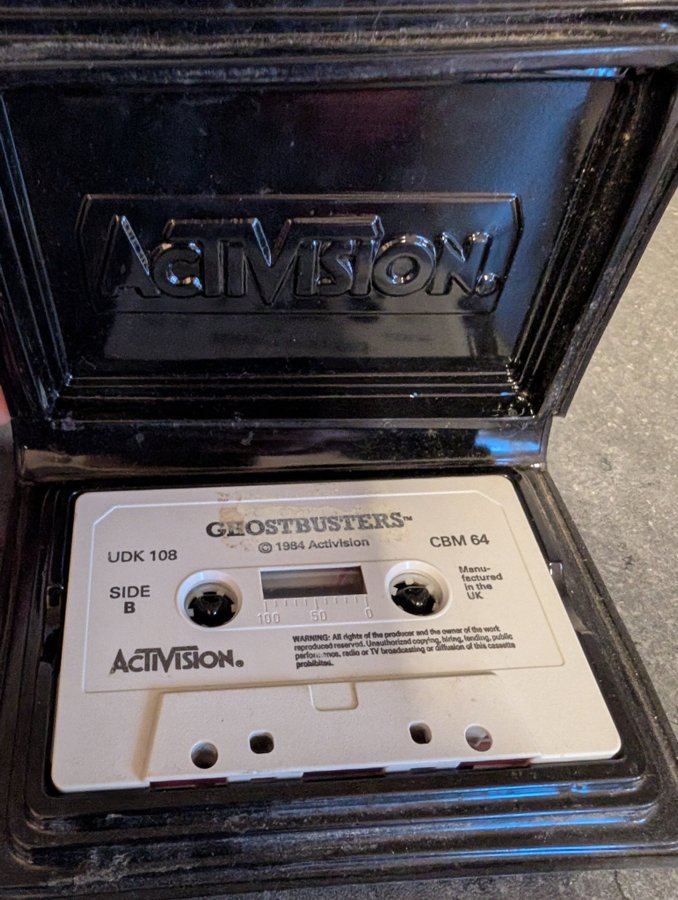 ACTIVISION®
GHOSTBUSTERS™
© 1984 Activision
UDK 108
CBM 64
SIDE
B
Manu-
factured
in the
UK
100 50 0
WARNING: All rights of the producer and the owner of the work
reproduced reserved. Unauthorized copying, hiring, lending, public
performance, radio or TV broadcasting or diffusion of this cassette
prohibites.
ACTIVISION®